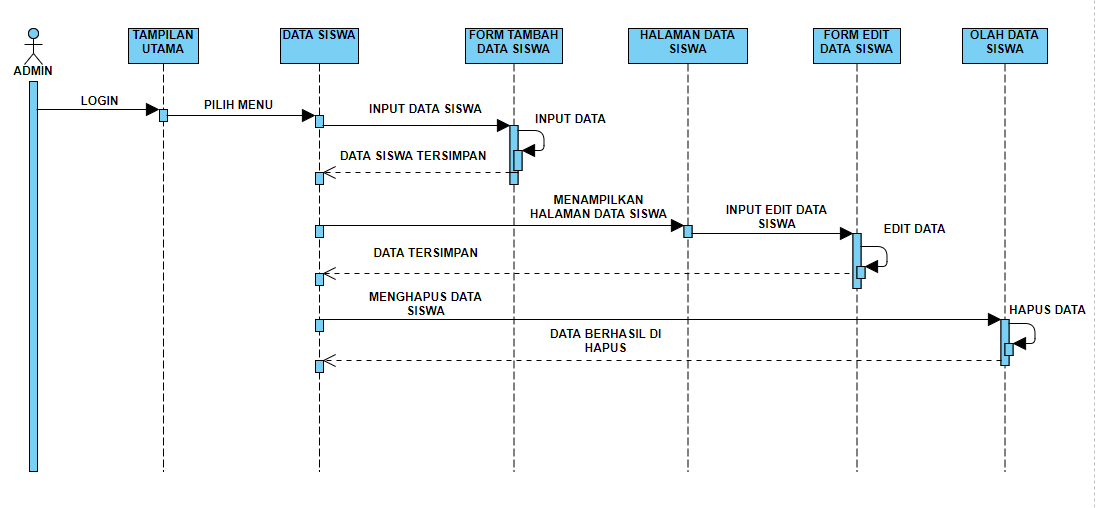 TAMPILAN
UTAMA
DATA SISWA
FORM TAMBAH
DATA SISWA
HALAMAN DATA
SISWA
FORM EDIT
DATA SISWA
OLAH DATA
SISWA
ADMIN
LOGIN
PILIH MENU
INPUT DATA SISWA
INPUT DATA
DATA SISWA TERSIMPAN
MENAMPILKAN
HALAMAN DATA SISWA
INPUT EDIT DATA
SISWA
EDIT DATA
DATA TERSIMPAN
MENGHAPUS DATA
SISWA
HAPUS DATA
DATA BERHASIL DI
HAPUS